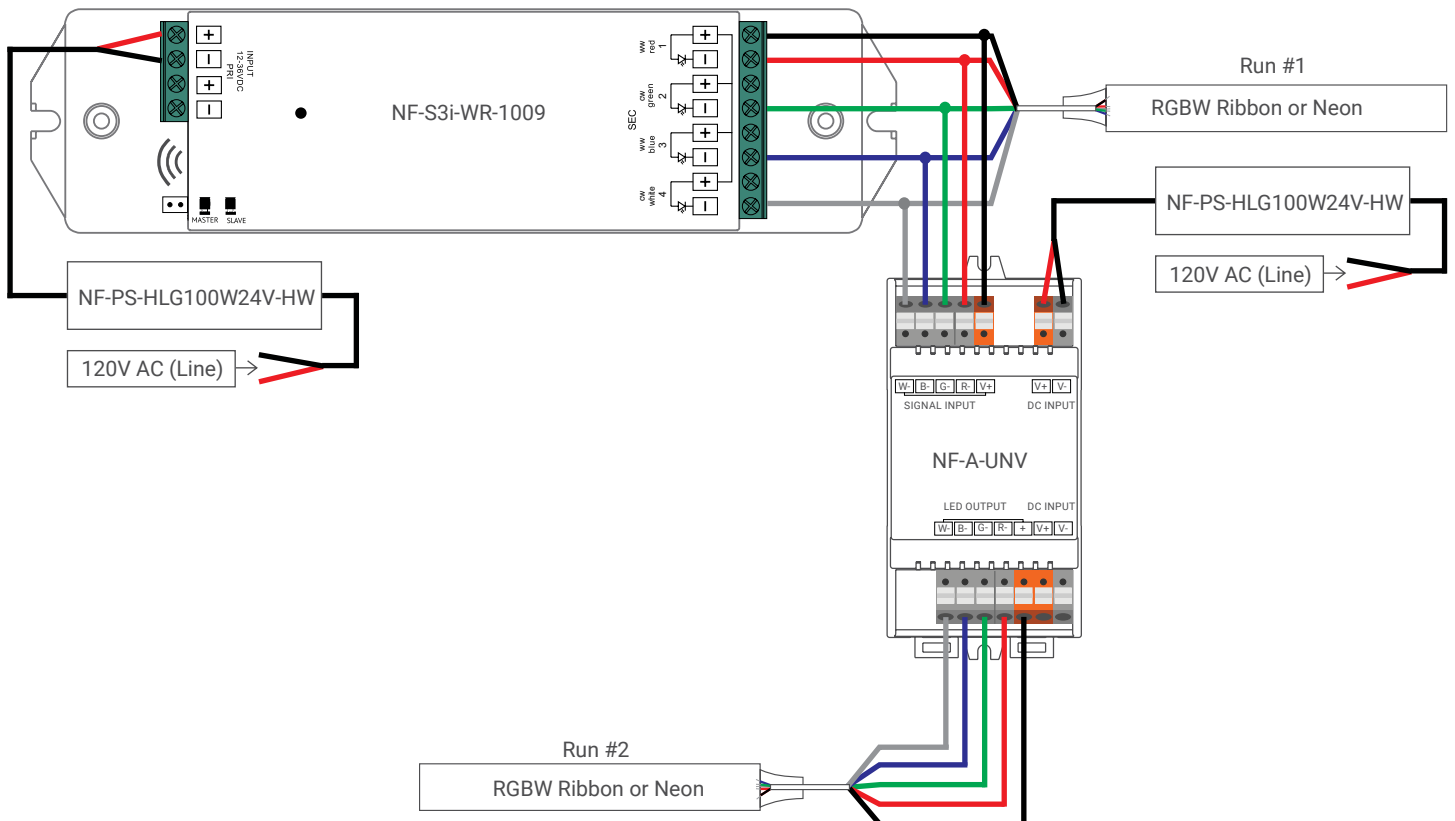 +
−
+
−
INPUT
12-36VDC
PRI
NF-S3i-WR-1009
SEC
ww
red
1
+
−
cw
green
2
+
−
ww
blue
3
+
−
cw
white
4
+
−
MASTER
SLAVE
Run #1
RGBW Ribbon or Neon
NF-PS-HLG100W24V-HW
120V AC (Line)
NF-PS-HLG100W24V-HW
120V AC (Line)
W- B- G- R- V+ V+ V-
SIGNAL INPUT DC INPUT
NF-A-UNV
LED OUTPUT DC INPUT
W- B- G- R- + V+ V-
Run #2
RGBW Ribbon or Neon